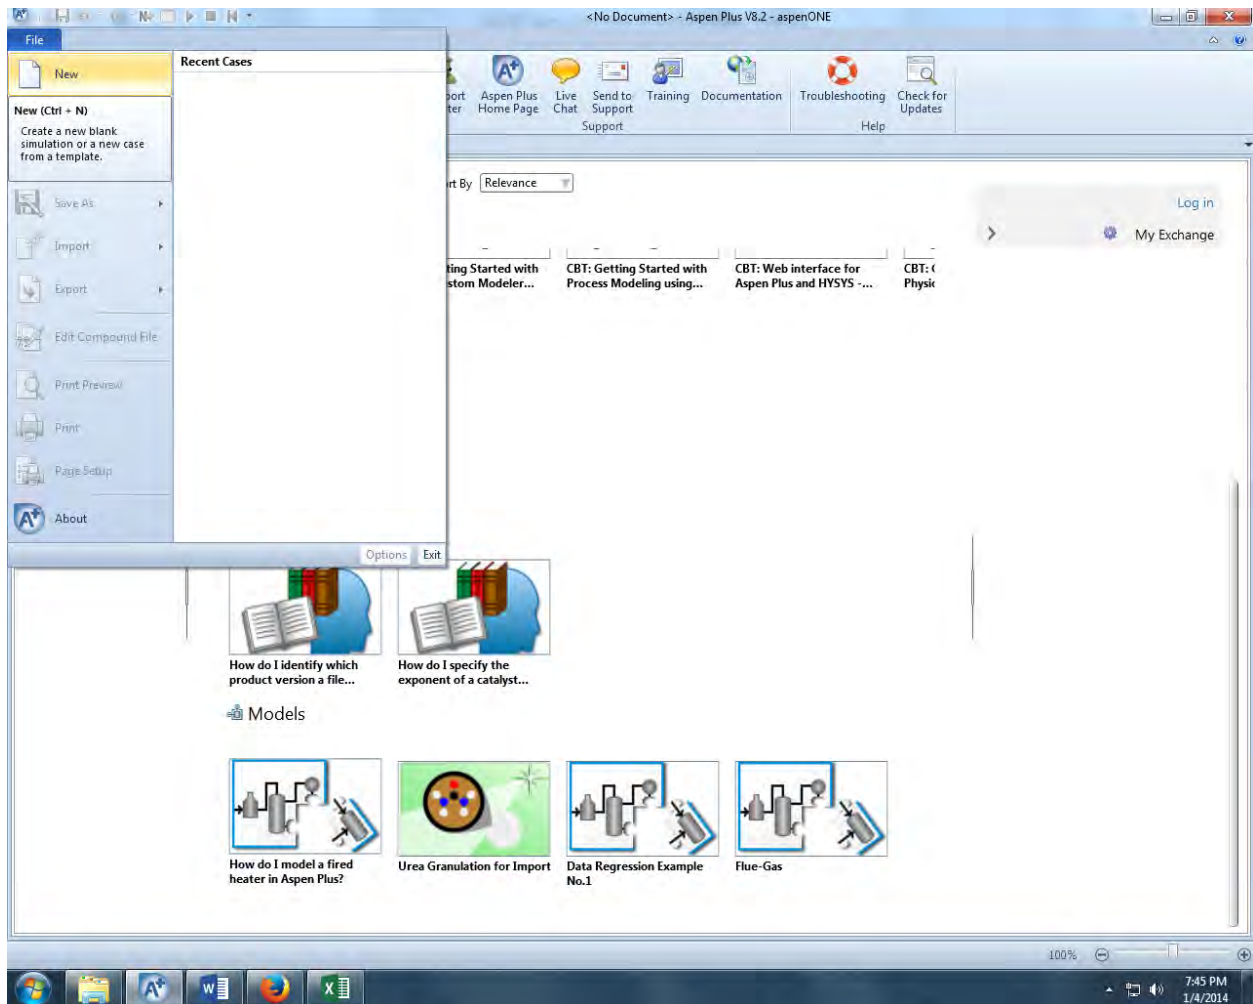 <No Document> - Aspen Plus V8.2 - aspenONE
File
New
New (Ctrl + N)
Create a new blank
simulation or a new case
from a template.
Save As
Import
Export
Edit Compound File
Print Preview
Print
Page Setup
About
Recent Cases
Options Exit
Aspen Plus
Home Page
Live
Chat
Send to
Support
Training
Documentation
Troubleshooting
Check for
Updates
Support
Help
Sort By Relevance
Log in
My Exchange
CBT: Getting Started with
Process Modeling using...
CBT: Web interface for
Aspen Plus and HYSYS -...
CBT:
How do I identify which
product version a file...
How do I specify the
exponent of a catalyst...
Models
How do I model a fired
heater in Aspen Plus?
Urea Granulation for Import
Data Regression Example
No.1
Flue-Gas
100%
7:45 PM
1/4/2014